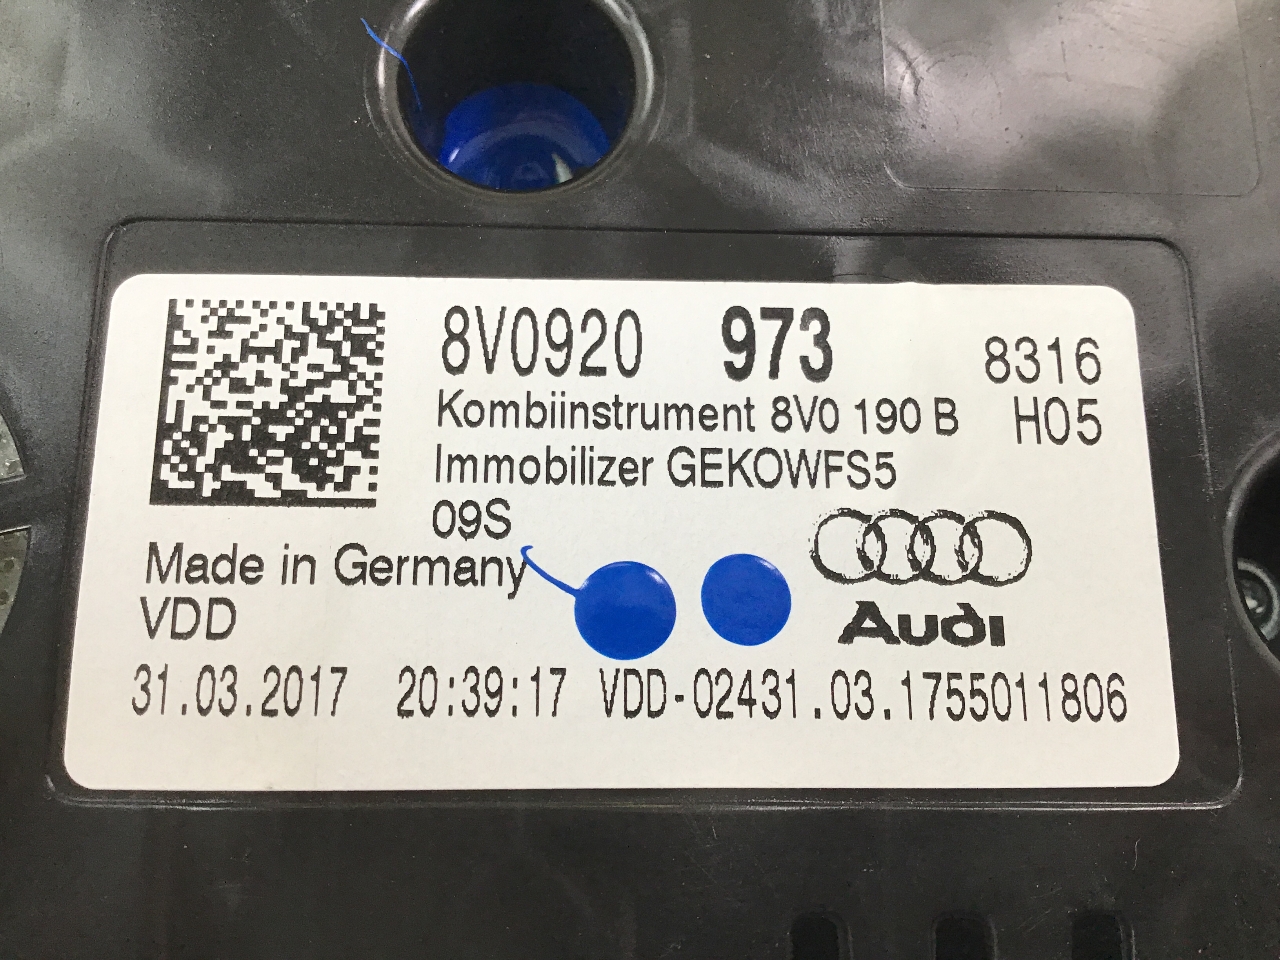 8V0920 973 8316
Kombiinstrument 8V0 190 B H05
Immobilizer GEKOWFS5
09S
Made in Germany
VDD
Audi
31.03.2017 20:39:17 VDD-02431.03.1755011806